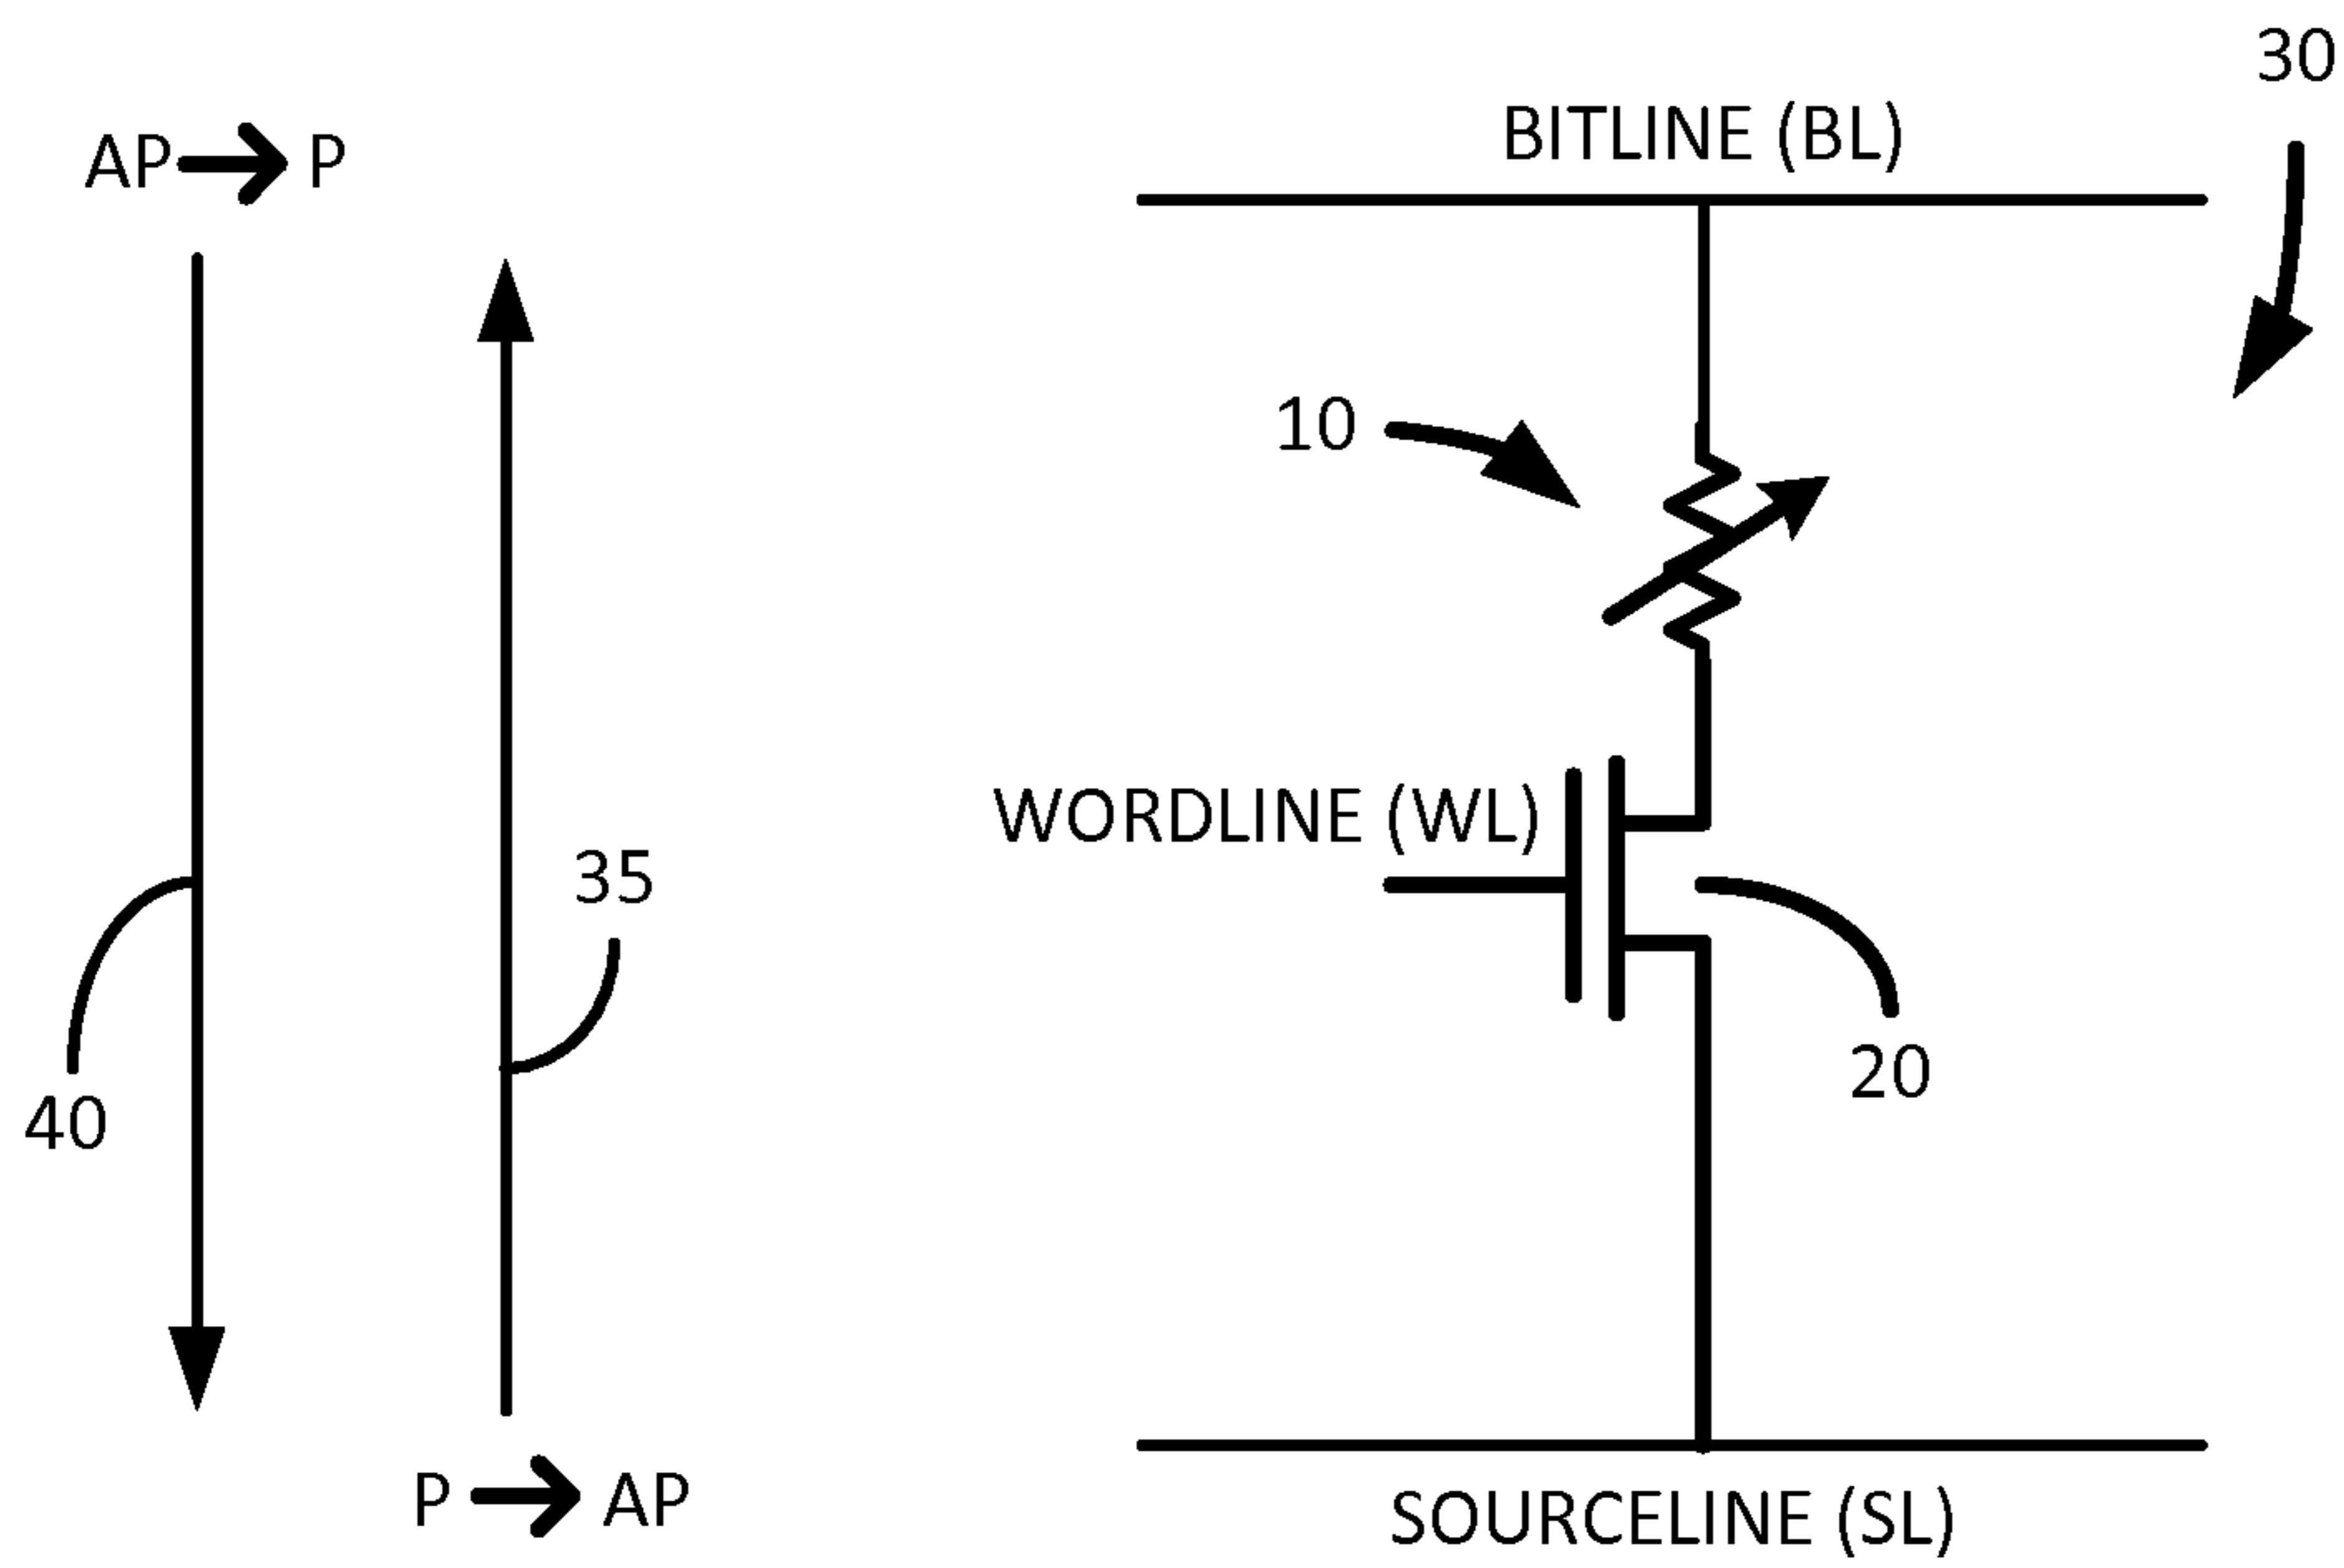 30
BITLINE (BL)
AP → P
10
WORDLINE (WL)
35
20
40
P → AP
SOURCELINE (SL)